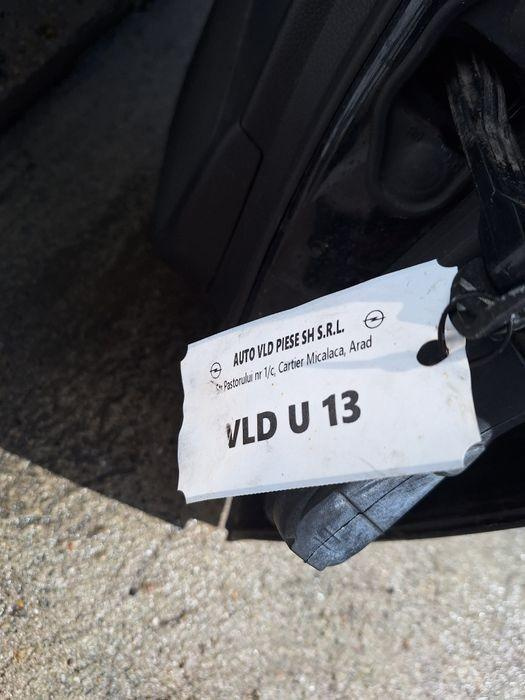 AUTO VLD PIESE SH S.R.L.
Str Pastorului nr 1/c, Cartier Micalaca, Arad
VLD U 13